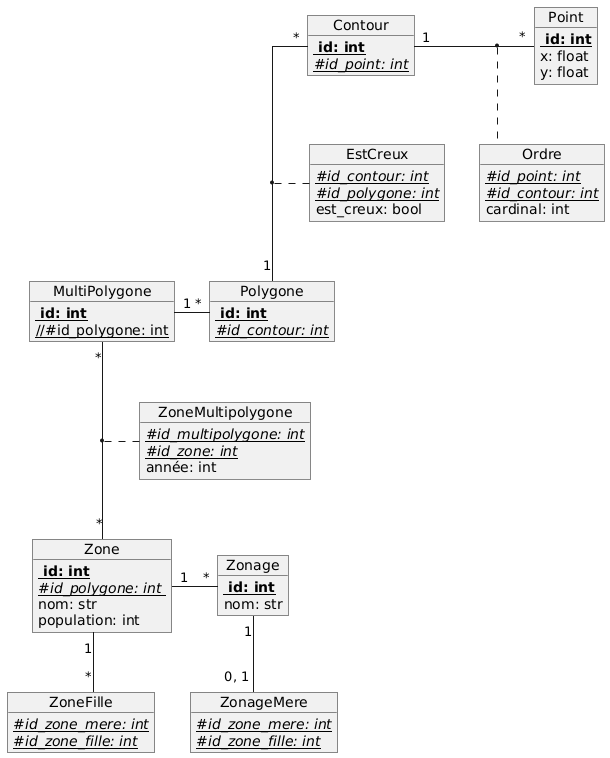 Contour
id: int
#id_point: int
* 
1
*
Point
id: int
x: float
y: float
EstCreux
#id_contour: int
#id_polygone: int
est_creux: bool
Ordre
#id_point: int
#id_contour: int
cardinal: int
1
MultiPolygone
id: int
//#id_polygone: int
1 *
Polygone
id: int
#id_contour: int
*
ZoneMultipolygone
#id_multipolygone: int
#id_zone: int
année: int
*
Zone
id: int
#id_polygone: int
nom: str
population: int
1 *
Zonage
id: int
nom: str
1
*
1
0, 1
ZoneFille
#id_zone_mere: int
#id_zone_fille: int
ZonageMere
#id_zone_mere: int
#id_zone_fille: int